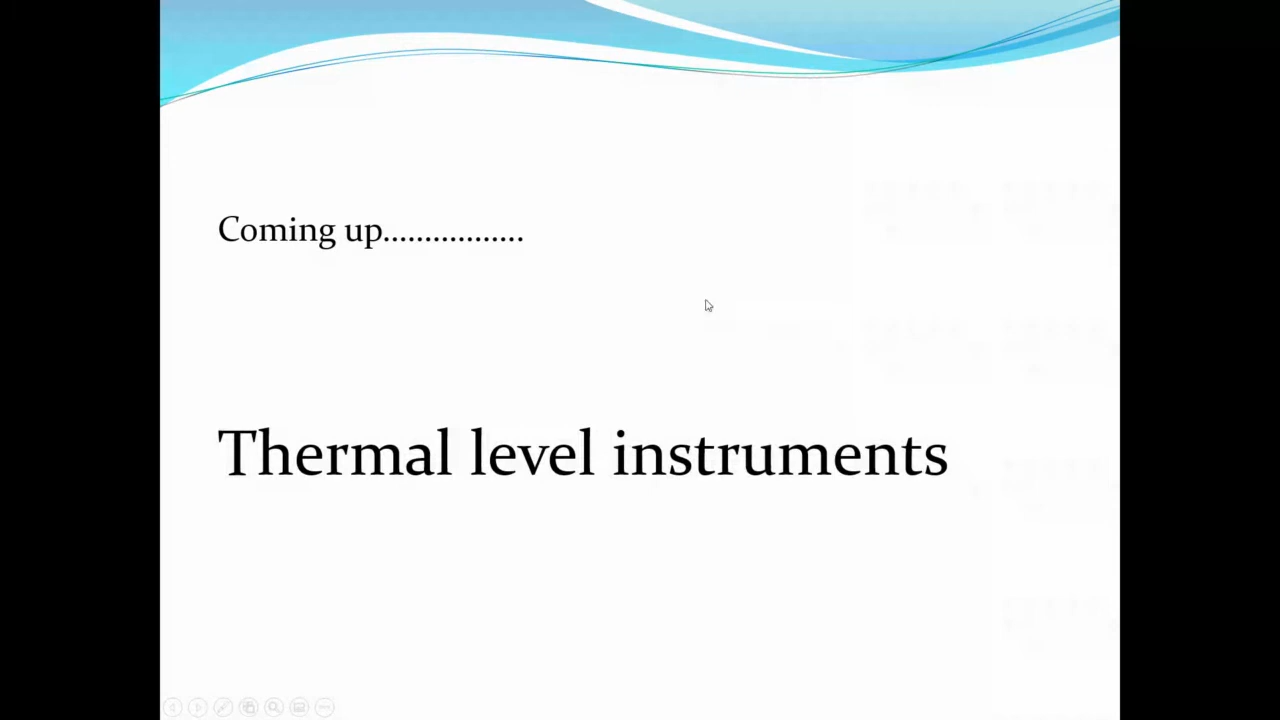 Coming up.................
Thermal level instruments